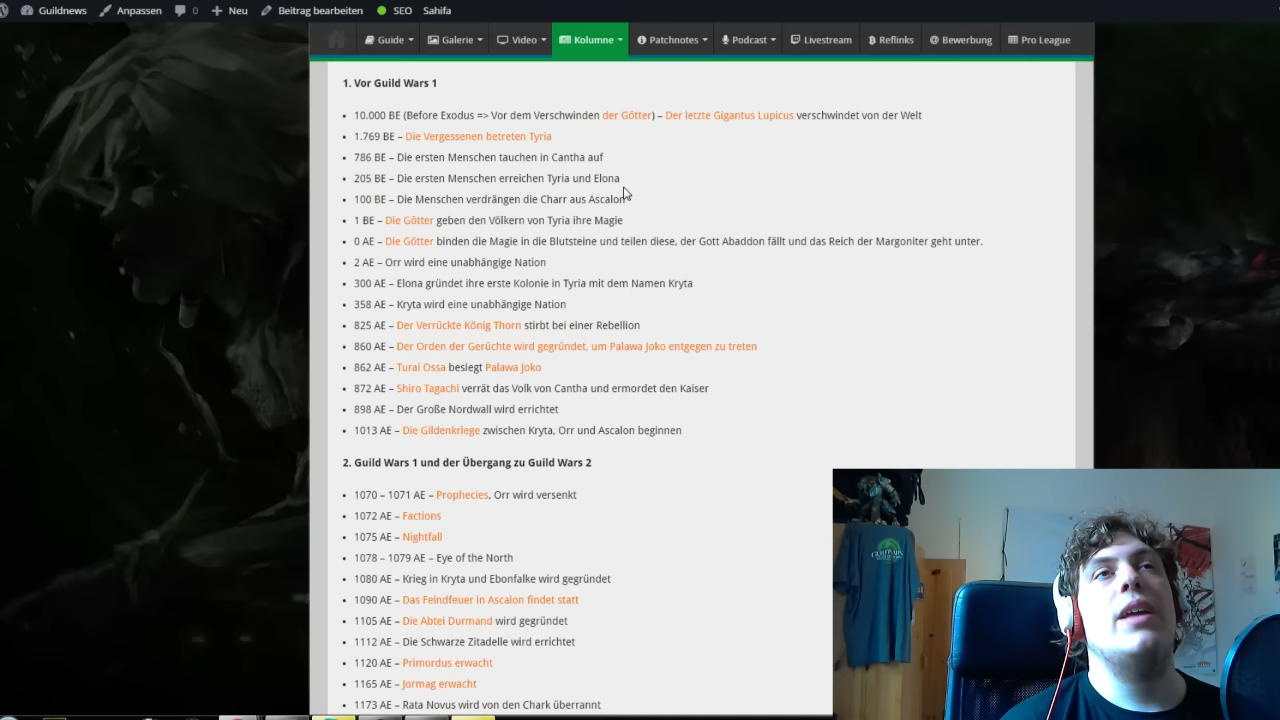 Guildnews Anpassen 0 Neu Beitrag bearbeiten SEO Sahifa
Guide Galerie Video Kolumne Patchnotes Podcast Livestream Reflinks Bewerbung Pro League
1. Vor Guild Wars 1
10.000 BE (Before Exodus => Vor dem Verschwinden der Götter) – Der letzte Gigantus Lupicus verschwindet von der Welt
1.769 BE – Die Vergessenen betreten Tyria
786 BE – Die ersten Menschen tauchen in Cantha auf
205 BE – Die ersten Menschen erreichen Tyria und Elona
100 BE – Die Menschen verdrängen die Charr aus Ascalon
1 BE – Die Götter geben den Völkern von Tyria ihre Magie
0 AE – Die Götter binden die Magie in die Blutsteine und teilen diese, der Gott Abaddon fällt und das Reich der Margoniter geht unter.
2 AE – Orr wird eine unabhängige Nation
300 AE – Elona gründet ihre erste Kolonie in Tyria mit dem Namen Kryta
358 AE – Kryta wird eine unabhängige Nation
825 AE – Der Verrückte König Thorn stirbt bei einer Rebellion
860 AE – Der Orden der Gerüchte wird gegründet, um Palawa Joko entgegen zu treten
862 AE – Turai Ossa besiegt Palawa Joko
872 AE – Shiro Tagachi verrät das Volk von Cantha und ermordet den Kaiser
898 AE – Der Große Nordwall wird errichtet
1013 AE – Die Gildenkriege zwischen Kryta, Orr und Ascalon beginnen
2. Guild Wars 1 und der Übergang zu Guild Wars 2
1070 – 1071 AE – Prophecies, Orr wird versenkt
1072 AE – Factions
1075 AE – Nightfall
1078 – 1079 AE – Eye of the North
1080 AE – Krieg in Kryta und Ebonfalke wird gegründet
1090 AE – Das Feindfeuer in Ascalon findet statt
1105 AE – Die Abtei Durmand wird gegründet
1112 AE – Die Schwarze Zitadelle wird errichtet
1120 AE – Primordus erwacht
1165 AE – Jormag erwacht
1173 AE – Rata Novus wird von den Chark überrannt
GUILD WARS